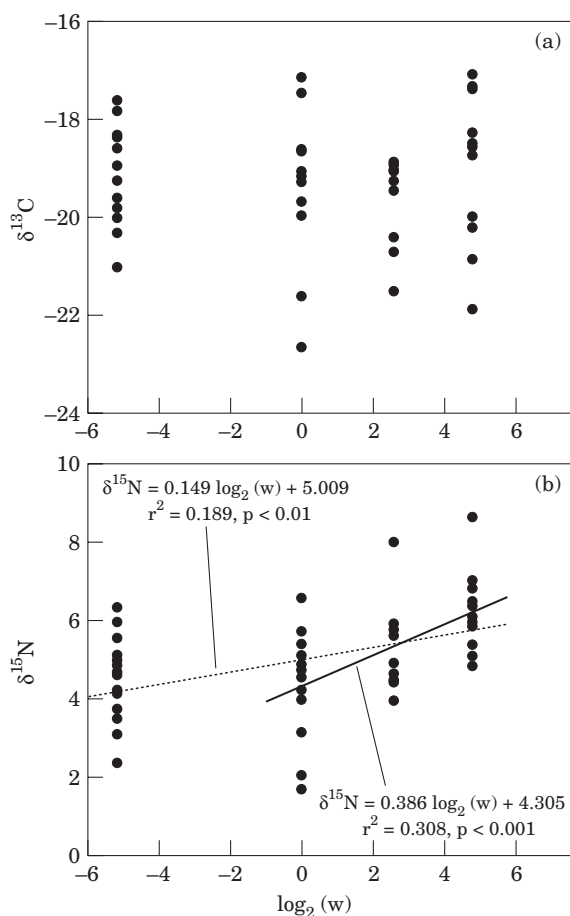 −16
(a)
−18
−20
−22
−24
δ¹³C
−6 −4 −2 0 2 4 6
10
(b)
δ¹⁵N = 0.149 log₂ (w) + 5.009
r² = 0.189, p < 0.01
8
6
4
2
0
δ¹⁵N
δ¹⁵N = 0.386 log₂ (w) + 4.305
r² = 0.308, p < 0.001
−6 −4 −2 0 2 4 6
log₂ (w)